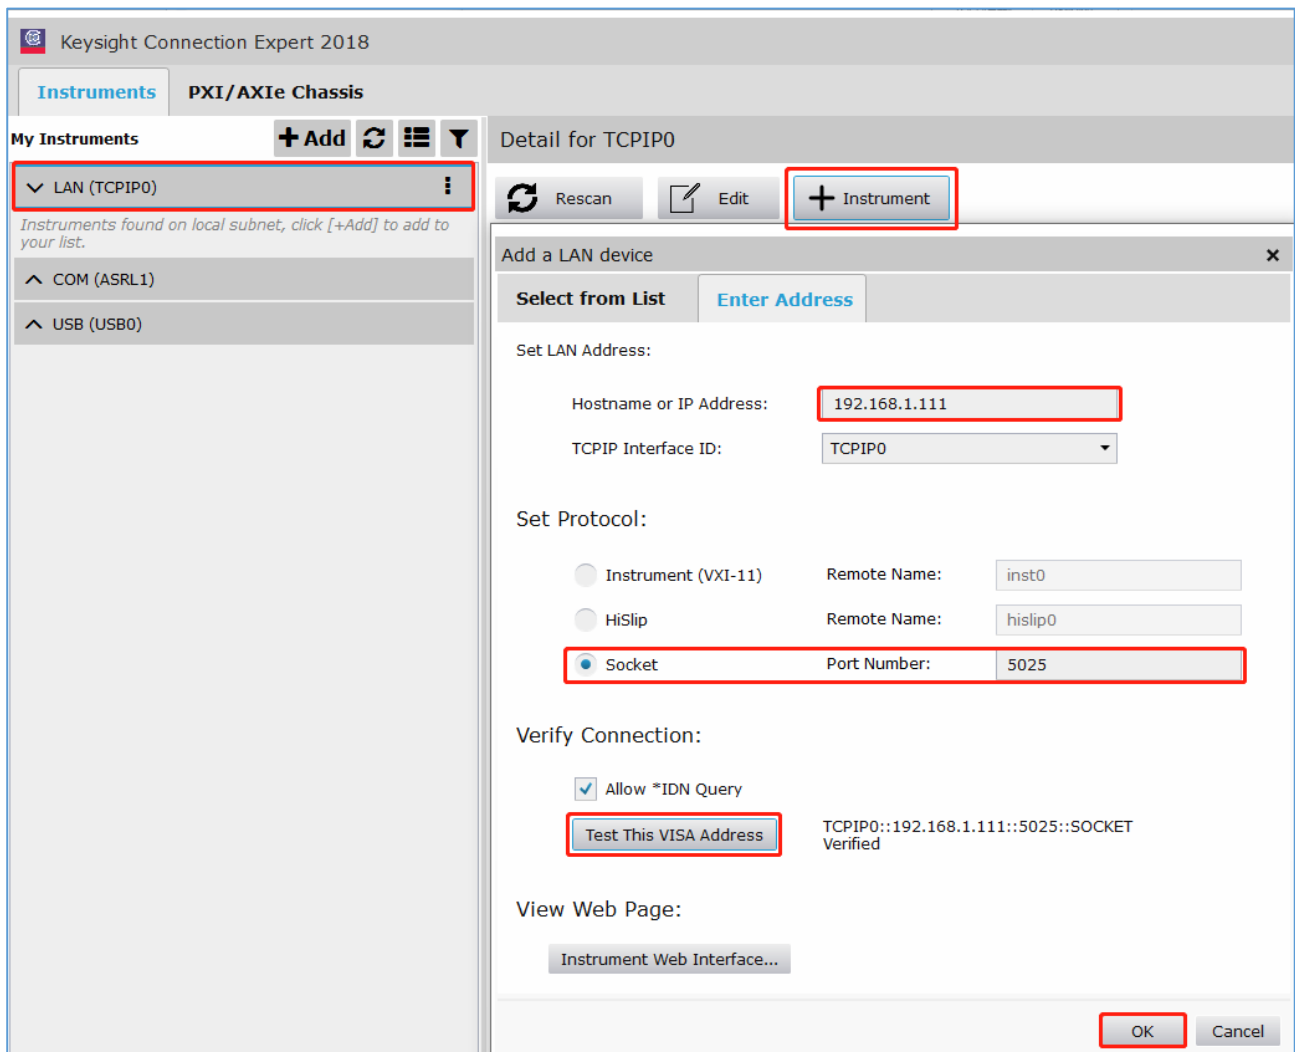 Keysight Connection Expert 2018
Instruments PXI/AXIe Chassis
My Instruments
Add
LAN (TCPIP0)
Instruments found on local subnet, click [+Add] to add to
your list.
COM (ASRL1)
USB (USB0)
Detail for TCPIP0
Rescan Edit Instrument
Add a LAN device
Select from List Enter Address
Set LAN Address:
Hostname or IP Address: 192.168.1.111
TCPIP Interface ID: TCPIP0
Set Protocol:
Instrument (VXI-11) Remote Name: inst0
HiSlip Remote Name: hislip0
Socket Port Number: 5025
Verify Connection:
Allow *IDN Query
Test This VISA Address
TCPIP0::192.168.1.111::5025::SOCKET
Verified
View Web Page:
Instrument Web Interface...
OK Cancel